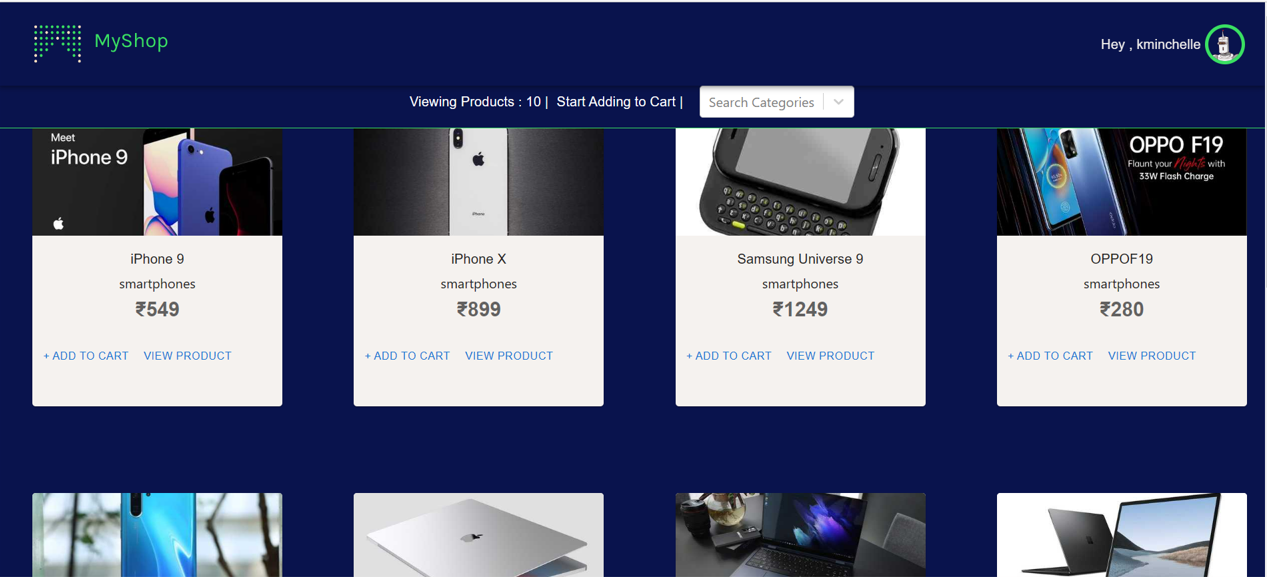 MyShop
Hey , kminchelle
Viewing Products : 10 | Start Adding to Cart |
Search Categories
Meet
iPhone 9
iPhone
OPPO F19
Flaunt your Nights with
33W Flash Charge
iPhone 9
smartphones
₹549
+ ADD TO CART VIEW PRODUCT
iPhone X
smartphones
₹899
+ ADD TO CART VIEW PRODUCT
Samsung Universe 9
smartphones
₹1249
+ ADD TO CART VIEW PRODUCT
OPPOF19
smartphones
₹280
+ ADD TO CART VIEW PRODUCT